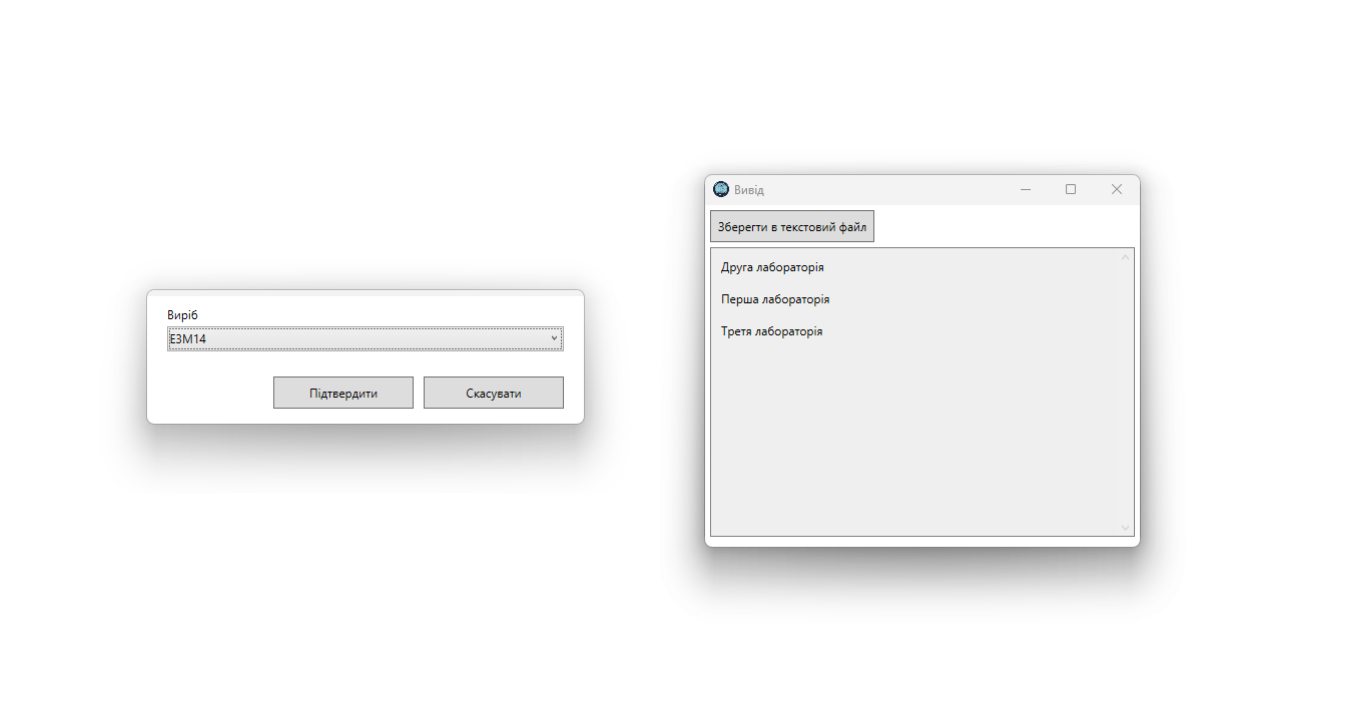 Виріб
ЕЗМ14
Підтвердити
Скасувати
Вивід
Зберегти в текстовий файл
Друга лабораторія
Перша лабораторія
Третя лабораторія